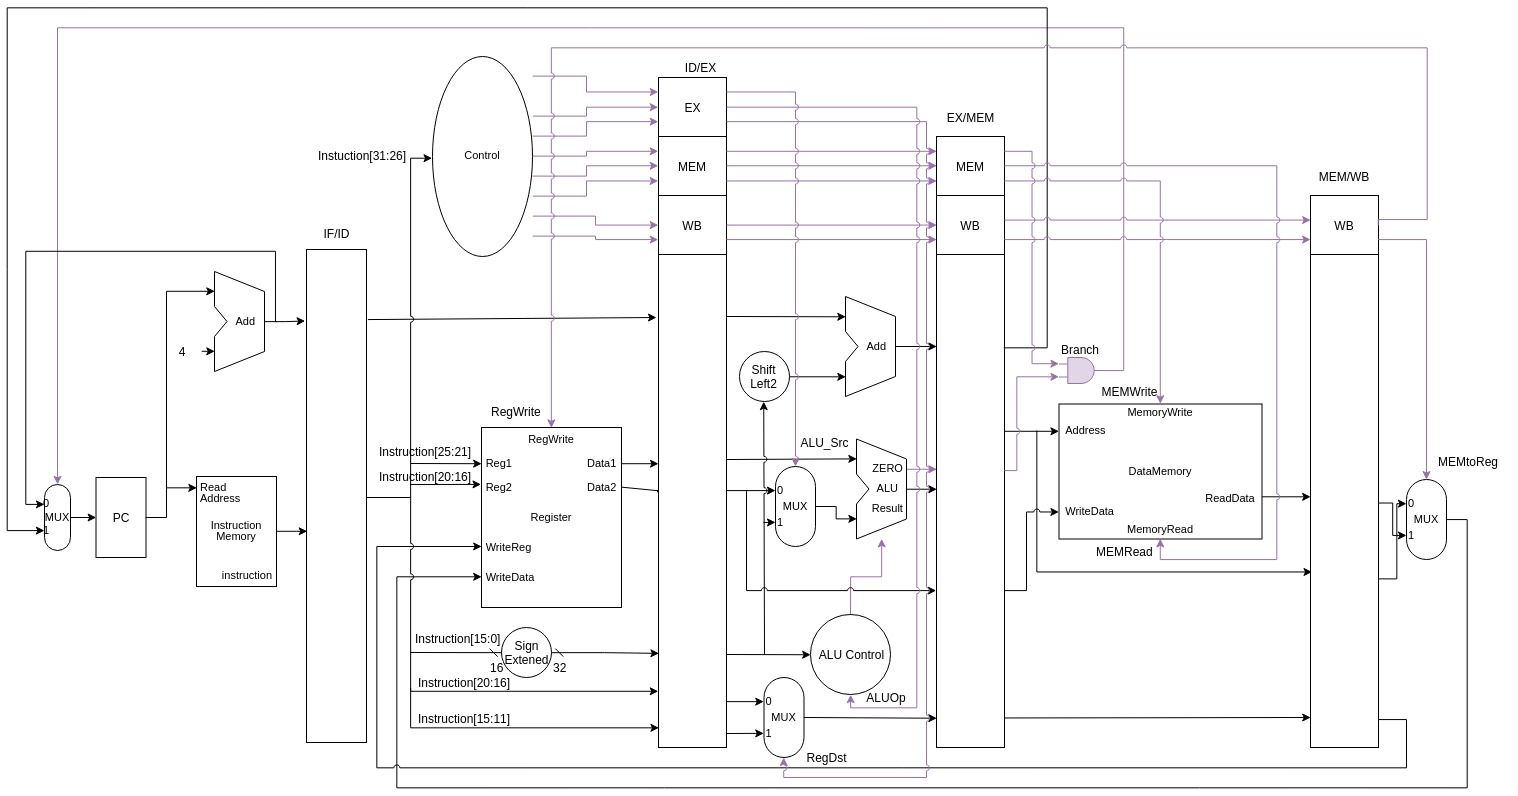 ID/EX
EX/MEM
MEM/WB
IF/ID
Instuction[31:26]
Control
EX
MEM
WB
MEM
WB
WB
Add
4
Add
Shift
Left2
Branch
MEMWrite
RegWrite
RegWrite
ALU_Src
MemoryWrite
Address
Instruction[25:21]
Reg1
Data1
ZERO
DataMemory
MEMtoReg
Instruction[20:16]
Reg2
Data2
ALU
Result
ReadData
0
MUX
1
PC
Read
Address
Instruction
Memory
instruction
Register
0
MUX
1
WriteData
MemoryRead
0
MUX
1
WriteReg
MEMRead
WriteData
Instruction[15:0]
Sign
Extened
16
32
ALU Control
Instruction[20:16]
ALUOp
Instruction[15:11]
0
MUX
1
RegDst